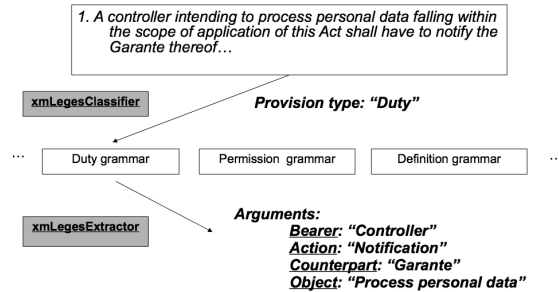 1. A controller intending to process personal data falling within
the scope of application of this Act shall have to notify the
Garante thereof…
xmLegesClassifier
Provision type: “Duty”
…
Duty grammar
Permission grammar
Definition grammar
..
xmLegesExtractor
Arguments:
Bearer: “Controller”
Action: “Notification”
Counterpart: “Garante”
Object: “Process personal data”